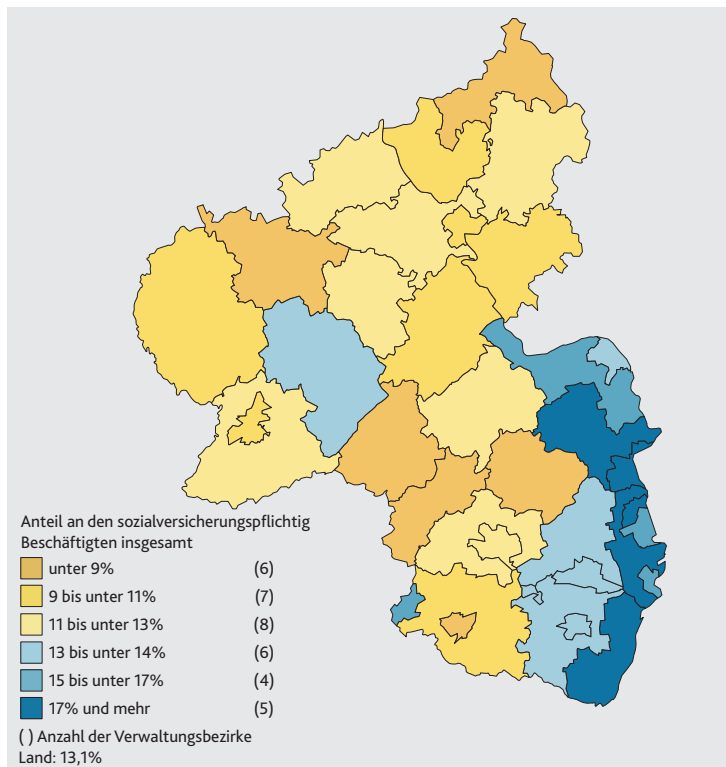 Anteil an den sozialversicherungspflichtig
Beschäftigten insgesamt
unter 9% (6)
9 bis unter 11% (7)
11 bis unter 13% (8)
13 bis unter 14% (6)
15 bis unter 17% (4)
17% und mehr (5)
( ) Anzahl der Verwaltungsbezirke
Land: 13,1%